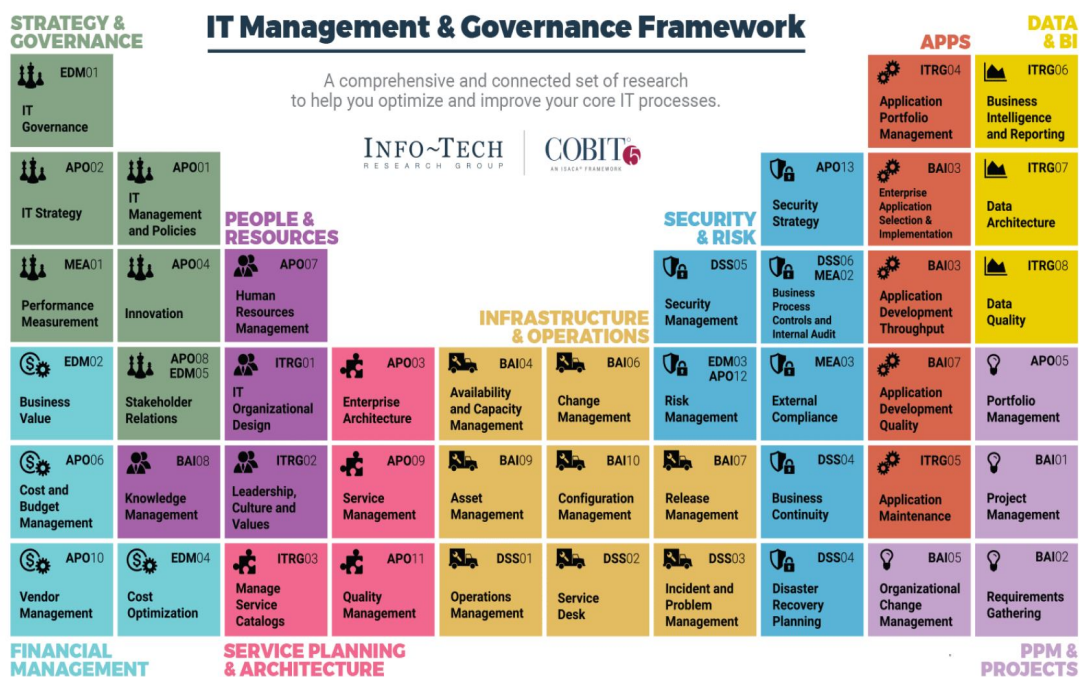 IT Management & Governance Framework
A comprehensive and connected set of research
to help you optimize and improve your core IT processes.
INFO~TECH
RESEARCH GROUP
COBIT 5
AN ISACA® FRAMEWORK
STRATEGY &
GOVERNANCE
APPS
DATA
& BI
EDM01
IT
Governance
ITRG04
Application
Portfolio
Management
ITRG06
Business
Intelligence
and Reporting
APO02
IT Strategy
APO01
IT
Management
and Policies
PEOPLE &
RESOURCES
SECURITY
& RISK
APO13
Security
Strategy
BAI03
Enterprise
Application
Selection &
Implementation
ITRG07
Data
Architecture
MEA01
Performance
Measurement
APO04
Innovation
APO07
Human
Resources
Management
INFRASTRUCTURE
& OPERATIONS
DSS05
Security
Management
DSS06
MEA02
Business
Process
Controls and
Internal Audit
BAI03
Application
Development
Throughput
ITRG08
Data
Quality
EDM02
Business
Value
APO08
EDM05
Stakeholder
Relations
ITRG01
IT
Organizational
Design
APO03
Enterprise
Architecture
BAI04
Availability
and Capacity
Management
BAI06
Change
Management
EDM03
APO12
Risk
Management
MEA03
External
Compliance
BAI07
Application
Development
Quality
APO05
Portfolio
Management
APO06
Cost and
Budget
Management
BAI08
Knowledge
Management
ITRG02
Leadership,
Culture and
Values
APO09
Service
Management
BAI09
Asset
Management
BAI10
Configuration
Management
BAI07
Release
Management
DSS04
Business
Continuity
ITRG05
Application
Maintenance
BAI01
Project
Management
APO10
Vendor
Management
EDM04
Cost
Optimization
ITRG03
Manage
Service
Catalogs
APO11
Quality
Management
DSS01
Operations
Management
DSS02
Service
Desk
DSS03
Incident and
Problem
Management
DSS04
Disaster
Recovery
Planning
BAI05
Organizational
Change
Management
BAI02
Requirements
Gathering
FINANCIAL
MANAGEMENT
SERVICE PLANNING
& ARCHITECTURE
PPM &
PROJECTS